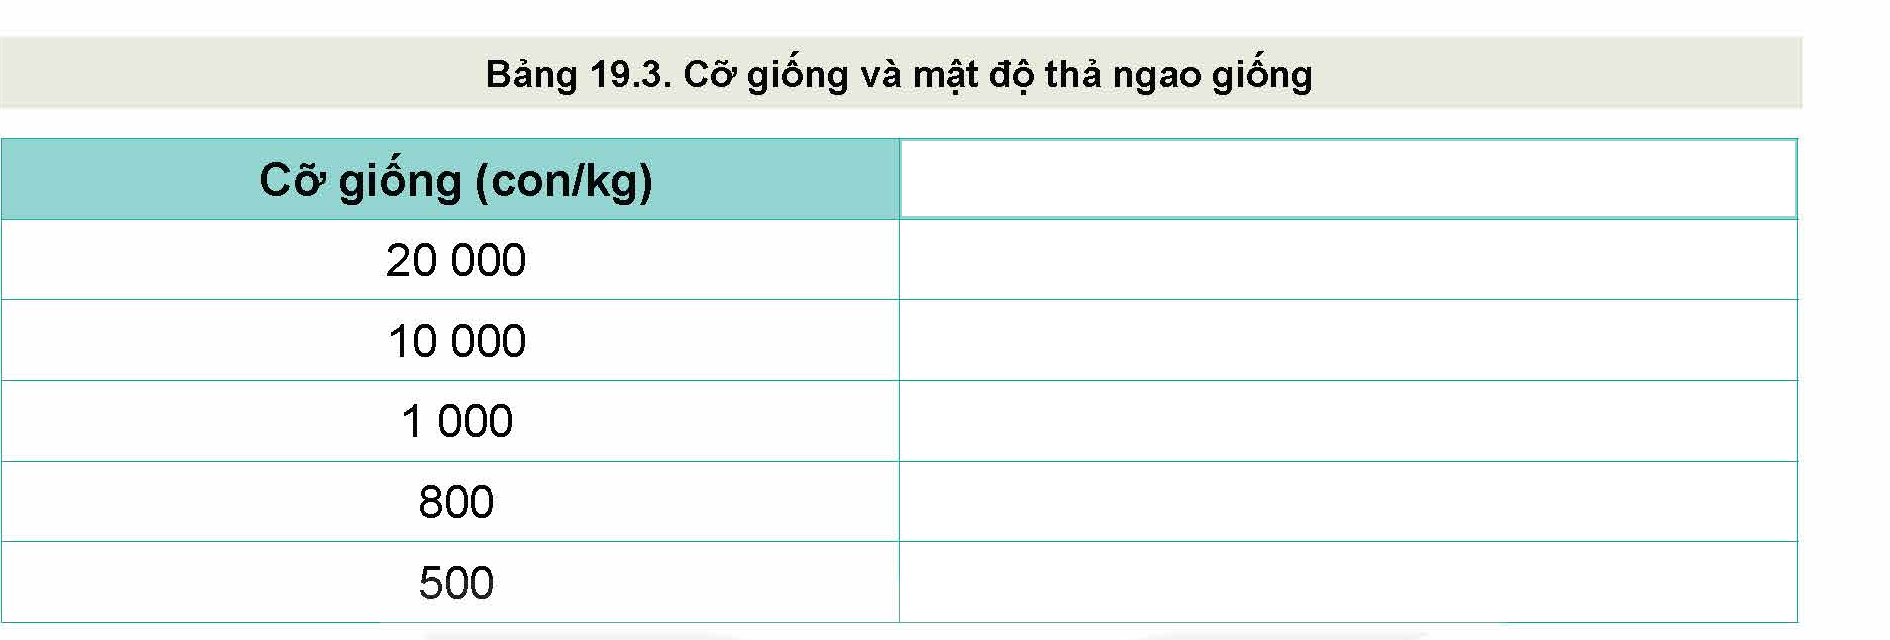 Bảng 19.3. Cỡ giống và mật độ thả ngao giống
Cỡ giống (con/kg)
20 000
10 000
1 000
800
500